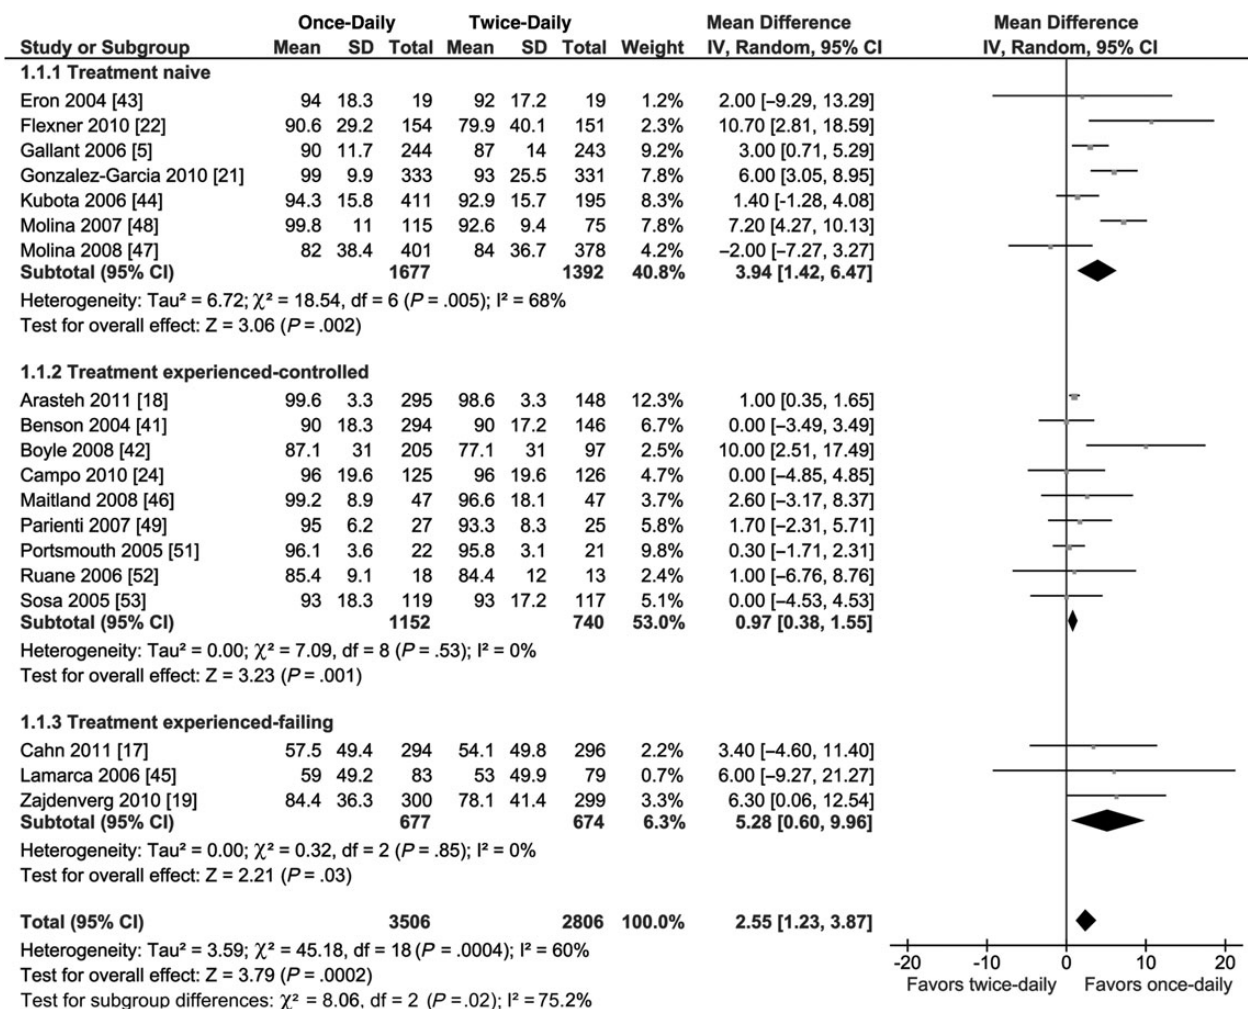 Once-Daily Twice-Daily Mean Difference Mean Difference
Study or Subgroup Mean SD Total Mean SD Total Weight IV, Random, 95% CI IV, Random, 95% CI
1.1.1 Treatment naive
Eron 2004 [43] 94 18.3 19 92 17.2 19 1.2% 2.00 [–9.29, 13.29]
Flexner 2010 [22] 90.6 29.2 154 79.9 40.1 151 2.3% 10.70 [2.81, 18.59]
Gallant 2006 [5] 90 11.7 244 87 14 243 9.2% 3.00 [0.71, 5.29]
Gonzalez-Garcia 2010 [21] 99 9.9 333 93 25.5 331 7.8% 6.00 [3.05, 8.95]
Kubota 2006 [44] 94.3 15.8 411 92.9 15.7 195 8.3% 1.40 [-1.28, 4.08]
Molina 2007 [48] 99.8 11 115 92.6 9.4 75 7.8% 7.20 [4.27, 10.13]
Molina 2008 [47] 82 38.4 401 84 36.7 378 4.2% –2.00 [–7.27, 3.27]
Subtotal (95% CI) 1677 1392 40.8% 3.94 [1.42, 6.47]
Heterogeneity: Tau² = 6.72; χ² = 18.54, df = 6 (P = .005); I² = 68%
Test for overall effect: Z = 3.06 (P = .002)
1.1.2 Treatment experienced-controlled
Arasteh 2011 [18] 99.6 3.3 295 98.6 3.3 148 12.3% 1.00 [0.35, 1.65]
Benson 2004 [41] 90 18.3 294 90 17.2 146 6.7% 0.00 [–3.49, 3.49]
Boyle 2008 [42] 87.1 31 205 77.1 31 97 2.5% 10.00 [2.51, 17.49]
Campo 2010 [24] 96 19.6 125 96 19.6 126 4.7% 0.00 [–4.85, 4.85]
Maitland 2008 [46] 99.2 8.9 47 96.6 18.1 47 3.7% 2.60 [–3.17, 8.37]
Parienti 2007 [49] 95 6.2 27 93.3 8.3 25 5.8% 1.70 [–2.31, 5.71]
Portsmouth 2005 [51] 96.1 3.6 22 95.8 3.1 21 9.8% 0.30 [–1.71, 2.31]
Ruane 2006 [52] 85.4 9.1 18 84.4 12 13 2.4% 1.00 [–6.76, 8.76]
Sosa 2005 [53] 93 18.3 119 93 17.2 117 5.1% 0.00 [–4.53, 4.53]
Subtotal (95% CI) 1152 740 53.0% 0.97 [0.38, 1.55]
Heterogeneity: Tau² = 0.00; χ² = 7.09, df = 8 (P = .53); I² = 0%
Test for overall effect: Z = 3.23 (P = .001)
1.1.3 Treatment experienced-failing
Cahn 2011 [17] 57.5 49.4 294 54.1 49.8 296 2.2% 3.40 [–4.60, 11.40]
Lamarca 2006 [45] 59 49.2 83 53 49.9 79 0.7% 6.00 [–9.27, 21.27]
Zajdenverg 2010 [19] 84.4 36.3 300 78.1 41.4 299 3.3% 6.30 [0.06, 12.54]
Subtotal (95% CI) 677 674 6.3% 5.28 [0.60, 9.96]
Heterogeneity: Tau² = 0.00; χ² = 0.32, df = 2 (P = .85); I² = 0%
Test for overall effect: Z = 2.21 (P = .03)
Total (95% CI) 3506 2806 100.0% 2.55 [1.23, 3.87]
Heterogeneity: Tau² = 3.59; χ² = 45.18, df = 18 (P = .0004); I² = 60%
Test for overall effect: Z = 3.79 (P = .0002)
Test for subgroup differences: χ² = 8.06, df = 2 (P = .02); I² = 75.2%
-20 -10 0 10 20
Favors twice-daily Favors once-daily